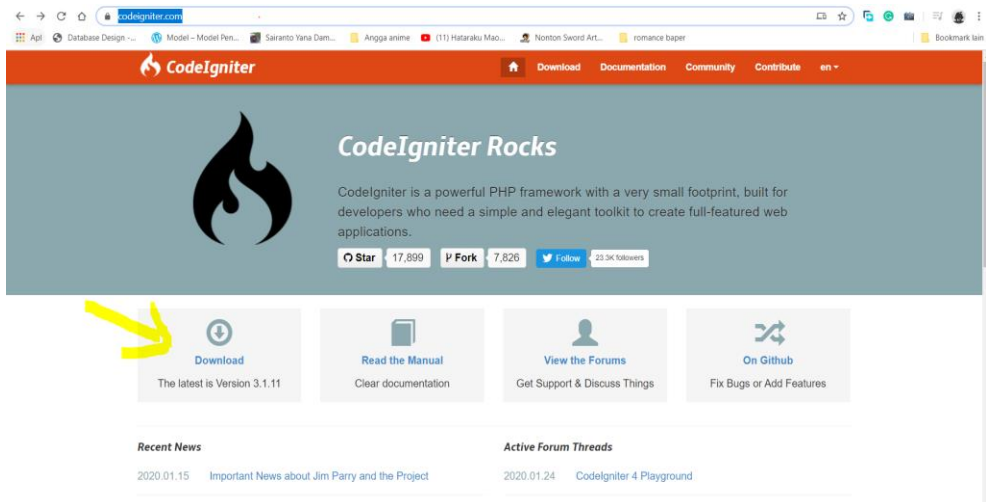 codeigniter.com
Apl Database Design -... Model – Model Pen... Sairanto Yana Dam... Angga anime (11) Hataraku Mao... Nonton Sword Art... romance baper Bookmark lain
CodeIgniter Download Documentation Community Contribute en
CodeIgniter Rocks
CodeIgniter is a powerful PHP framework with a very small footprint, built for
developers who need a simple and elegant toolkit to create full-featured web
applications.
Star 17,899 Fork 7,826 Follow 23.3K followers
Download Read the Manual View the Forums On Github
The latest is Version 3.1.11 Clear documentation Get Support & Discuss Things Fix Bugs or Add Features
Recent News Active Forum Threads
2020.01.15 Important News about Jim Parry and the Project 2020.01.24 CodeIgniter 4 Playground